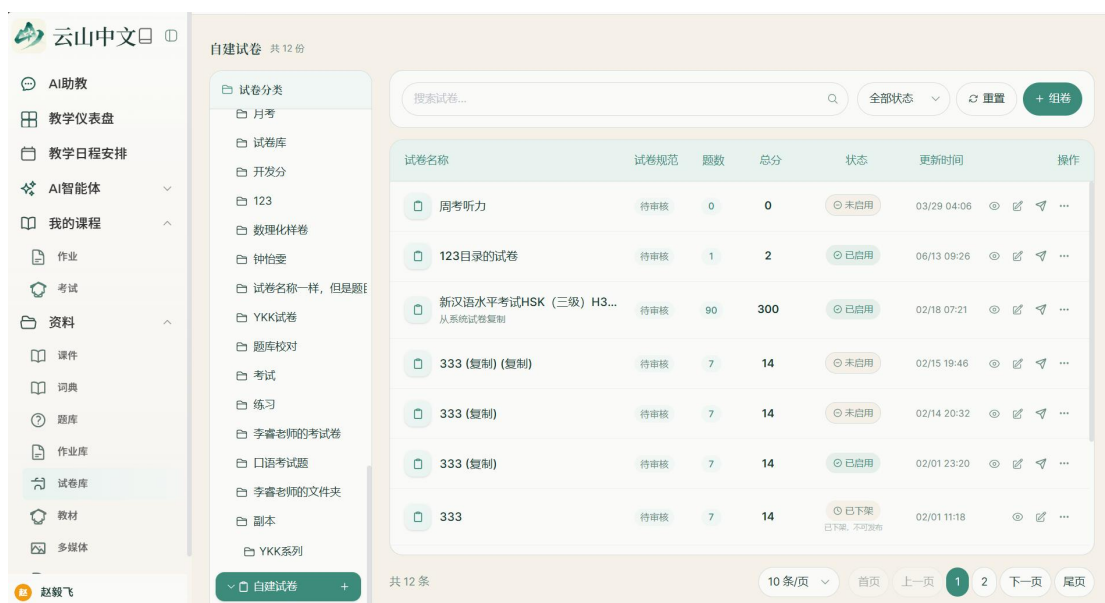 云山中文
AI助教
教学仪表盘
教学日程安排
AI智能体
我的课程
作业
考试
资料
课件
词典
题库
作业库
试卷库
教材
多媒体
赵
赵毅飞
自建试卷 共 12 份
试卷分类
月考
试卷库
开发分
123
数理化样卷
钟怡雯
试卷名称一样，但是题目
YKK试卷
题库校对
考试
练习
李睿老师的考试卷
口语考试题
李睿老师的文件夹
副本
YKK系列
自建试卷 +
搜索试卷...
全部状态
重置
+ 组卷
试卷名称 试卷规范 题数 总分 状态 更新时间 操作
周考听力 待审核 0 0 未启用 03/29 04:06 ...
123目录的试卷 待审核 1 2 已启用 06/13 09:26 ...
新汉语水平考试HSK（三级）H3... 待审核 90 300 已启用 02/18 07:21 ...
从系统试卷复制
333 (复制) (复制) 待审核 7 14 未启用 02/15 19:46 ...
333 (复制) 待审核 7 14 未启用 02/14 20:32 ...
333 (复制) 待审核 7 14 已启用 02/01 23:20 ...
333 待审核 7 14 已下架 02/01 11:18 ...
已下架，不可发布
共 12 条
10 条/页 首页 上一页 1 2 下一页 尾页